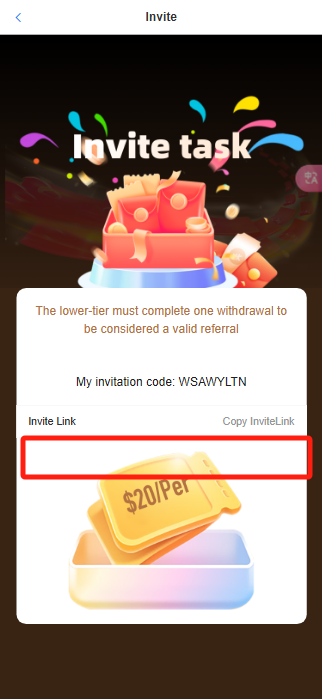 Invite
Invite task
The lower-tier must complete one withdrawal to
be considered a valid referral
My invitation code: WSAWYLTN
Invite Link
Copy InviteLink
$20/Per